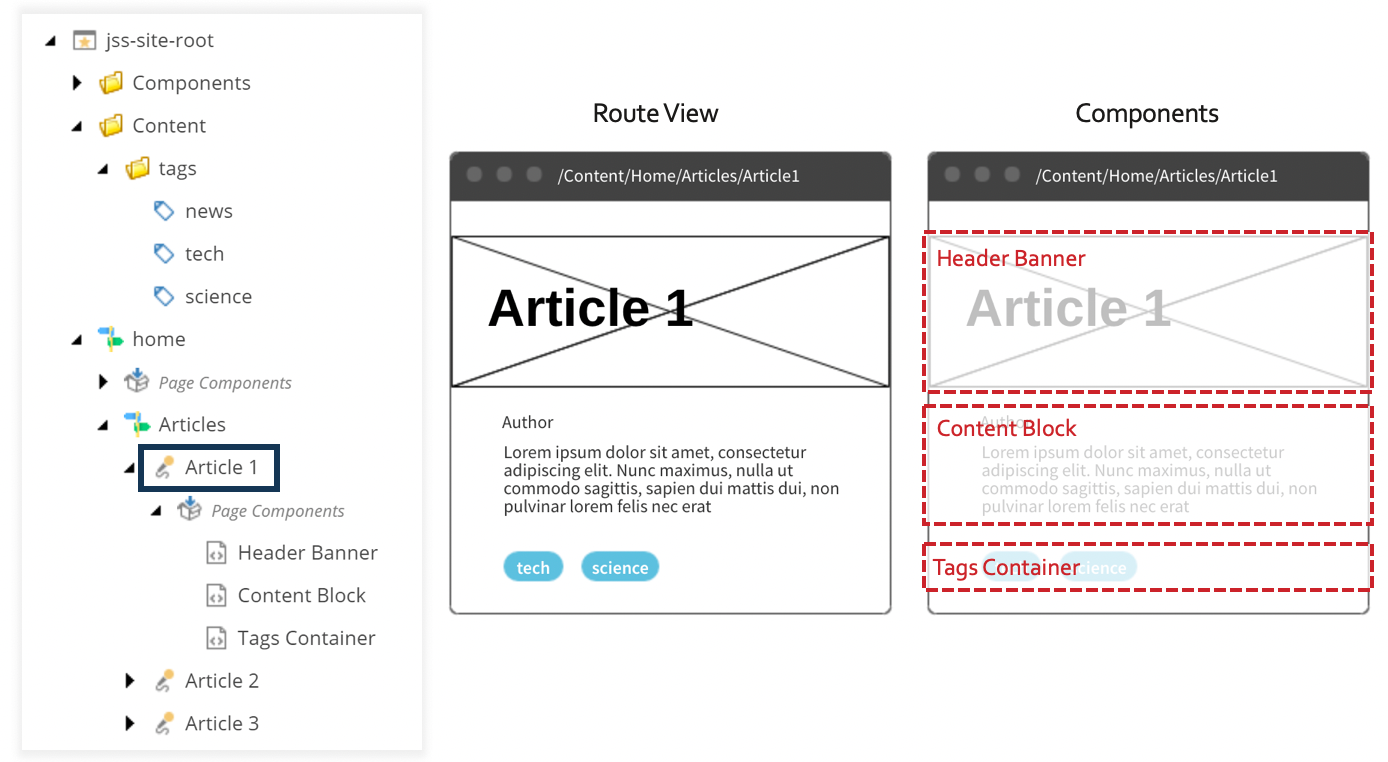 jss-site-root
Components
Content
tags
news
tech
science
home
Page Components
Articles
Article 1
Page Components
Header Banner
Content Block
Tags Container
Article 2
Article 3
Route View
/Content/Home/Articles/Article1
Article 1
Author
Lorem ipsum dolor sit amet, consectetur
adipiscing elit. Nunc maximus, nulla ut
commodo sagittis, sapien dui mattis dui, non
pulvinar lorem felis nec erat
tech science
Components
/Content/Home/Articles/Article1
Header Banner
Article 1
Author
Content Block
Lorem ipsum dolor sit amet, consectetur
adipiscing elit. Nunc maximus, nulla ut
commodo sagittis, sapien dui mattis dui, non
pulvinar lorem felis nec erat
Tags Container science